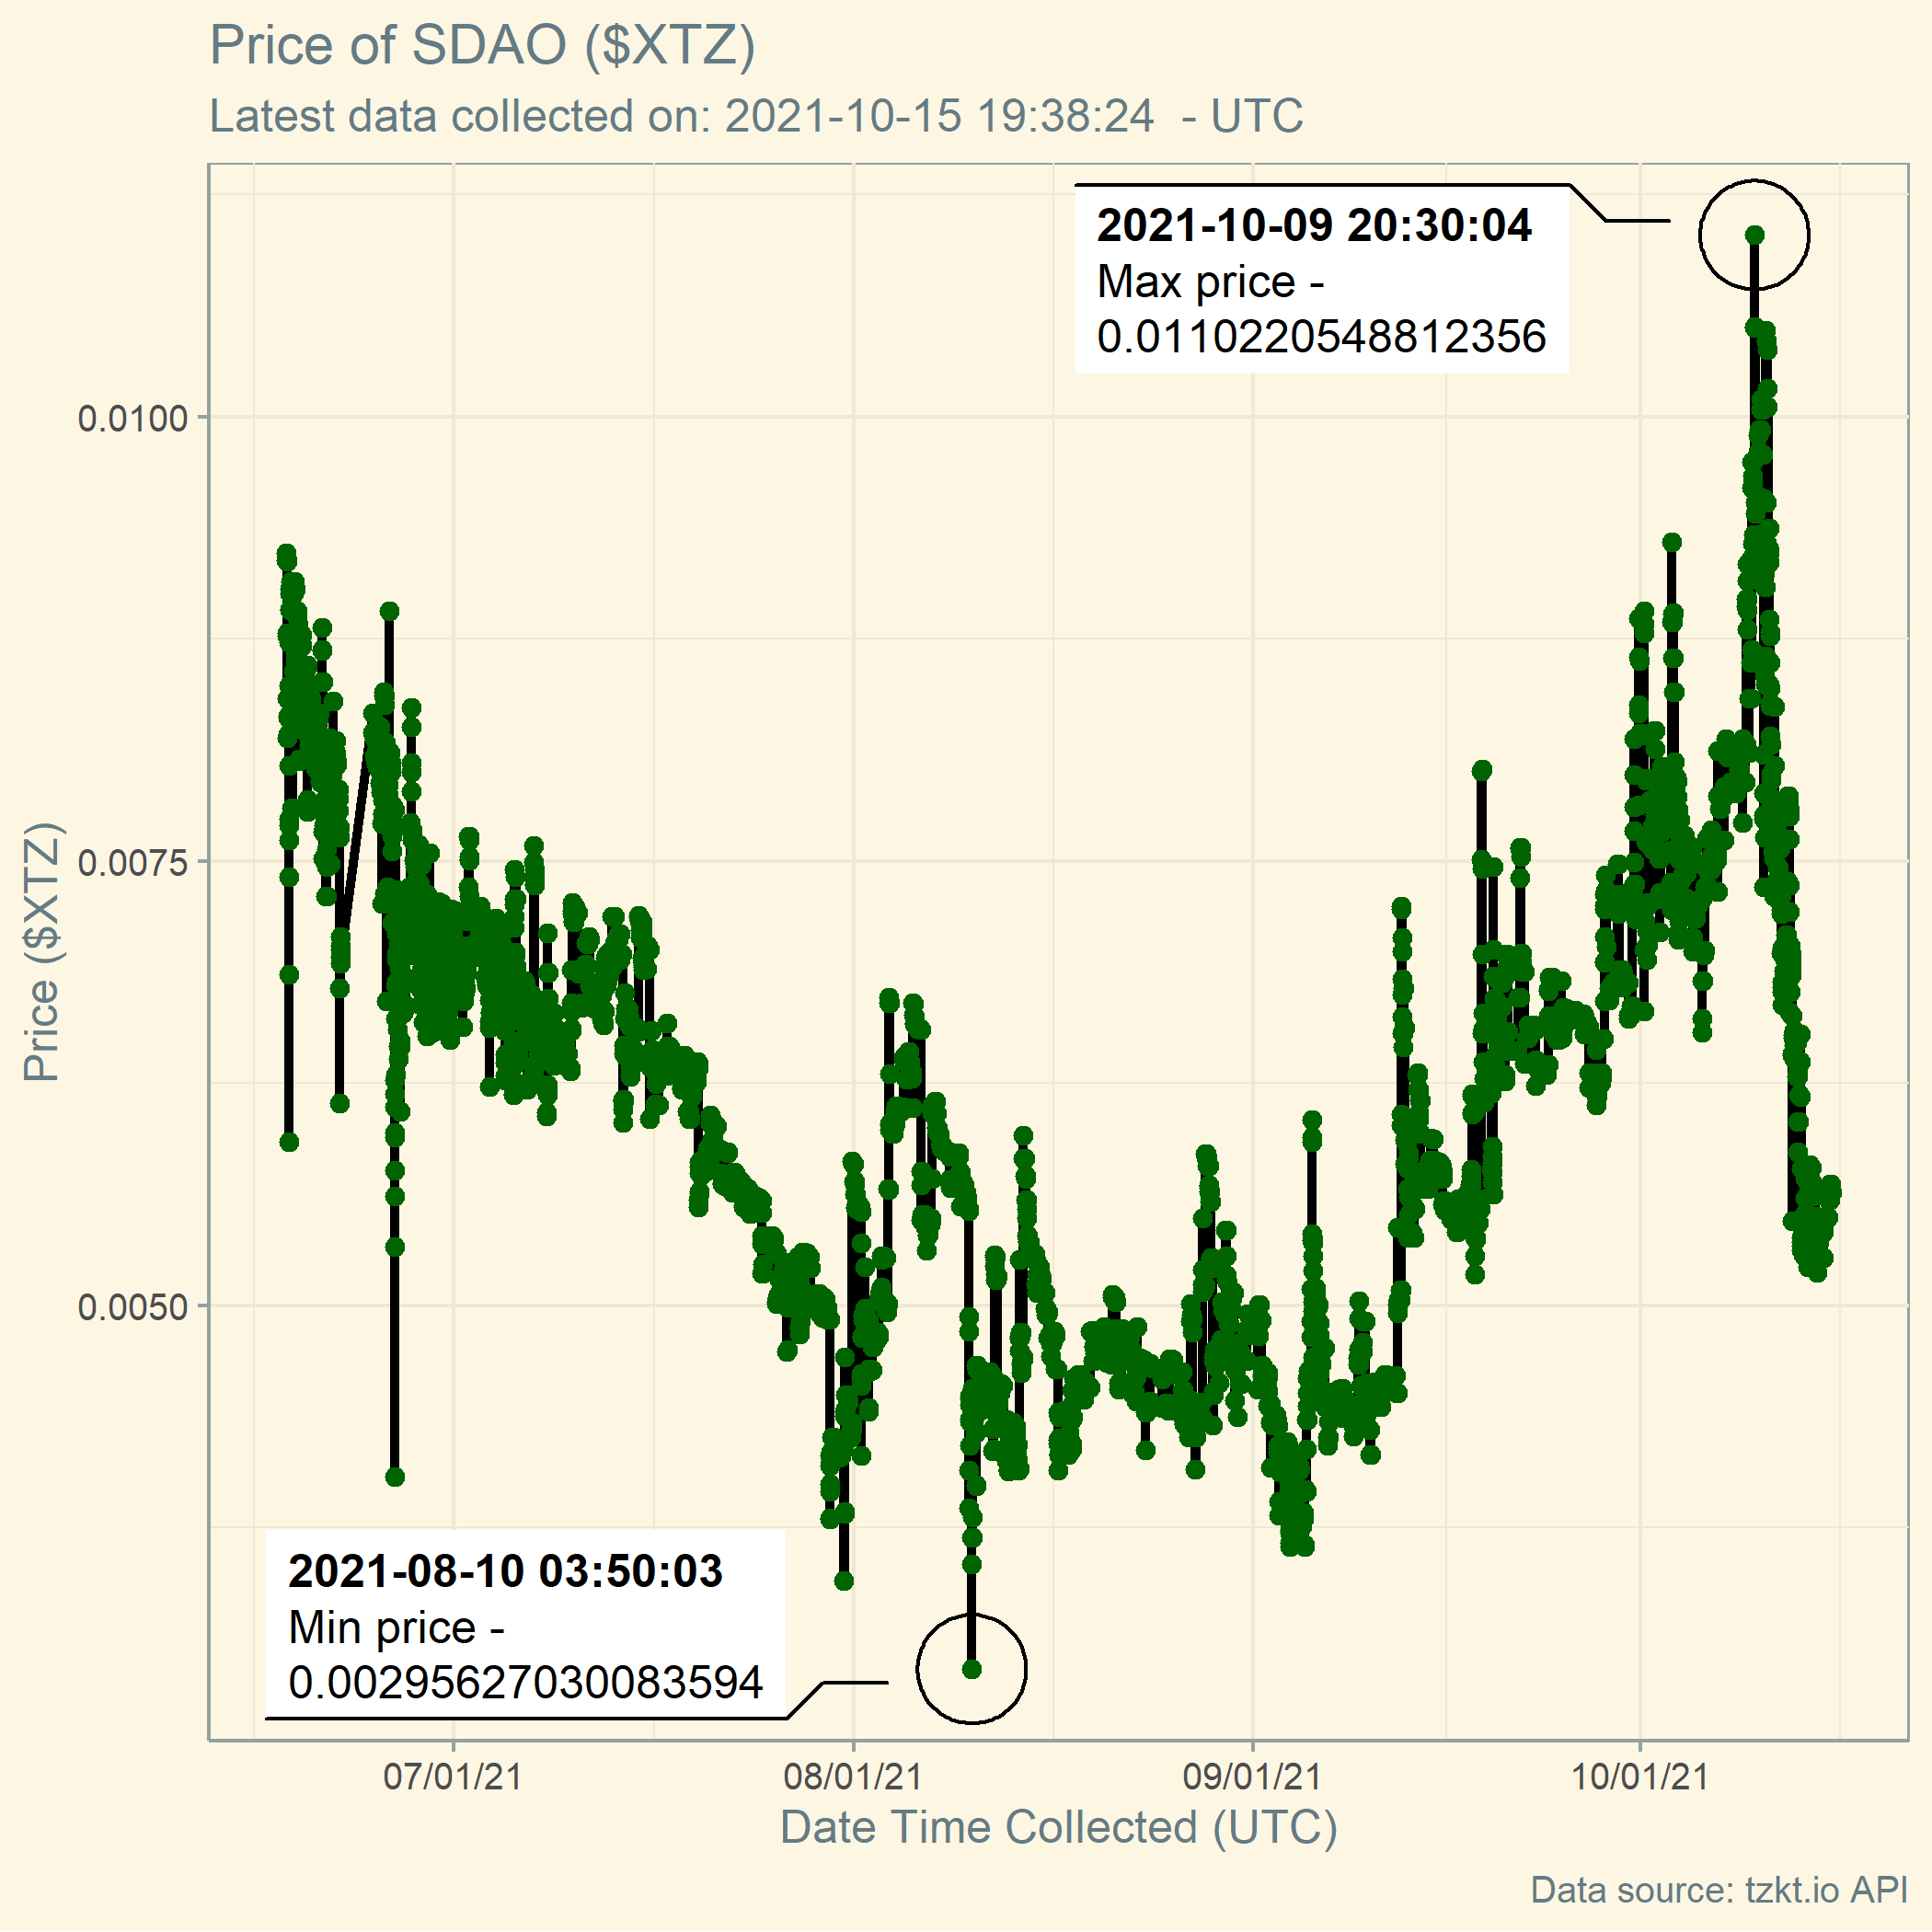 Price of SDAO ($XTZ)
Latest data collected on: 2021-10-15 19:38:24  - UTC
2021-10-09 20:30:04
Max price -
0.01102205488​12356
0.0100
0.0075
0.0050
Price ($XTZ)
2021-08-10 03:50:03
Min price -
0.00295627030083594
07/01/21
08/01/21
09/01/21
10/01/21
Date Time Collected (UTC)
Data source: tzkt.io API